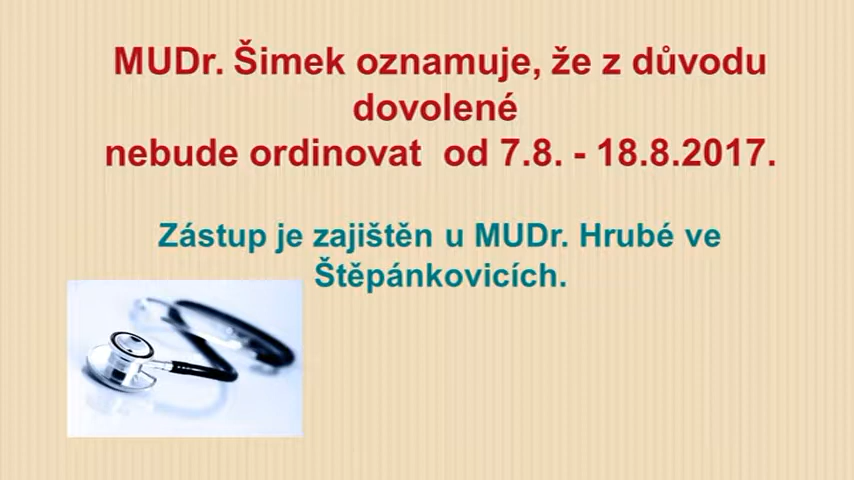 MUDr. Šimek oznamuje, že z důvodu
dovolené
nebude ordinovat  od 7.8. - 18.8.2017.
Zástup je zajištěn u MUDr. Hrubé ve
Štěpánkovicích.